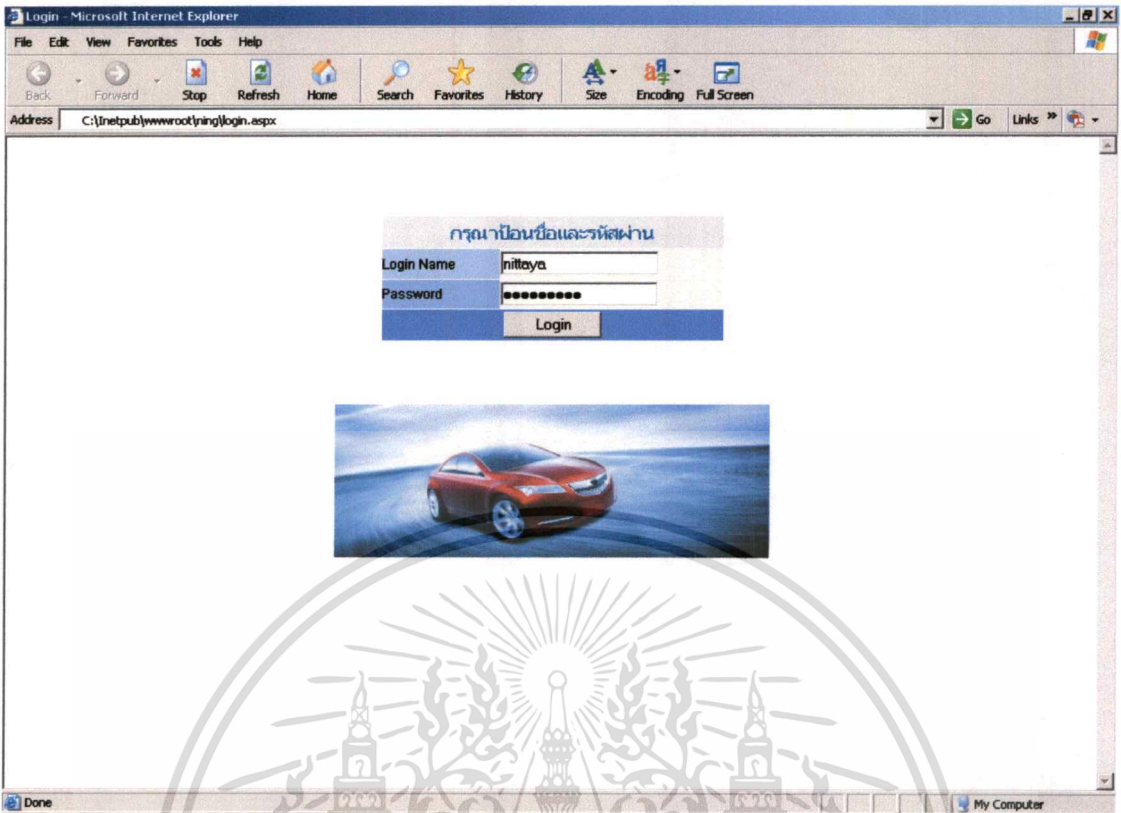 Login - Microsoft Internet Explorer
File Edit View Favorites Tools Help
Back Forward Stop Refresh Home Search Favorites History Size Encoding Full Screen
Address C:\Inetpub\wwwroot\ning\login.aspx Go Links »
กรุณาป้อนชื่อและรหัสผ่าน
Login Name nittaya
Password •••••••••
Login
Done My Computer